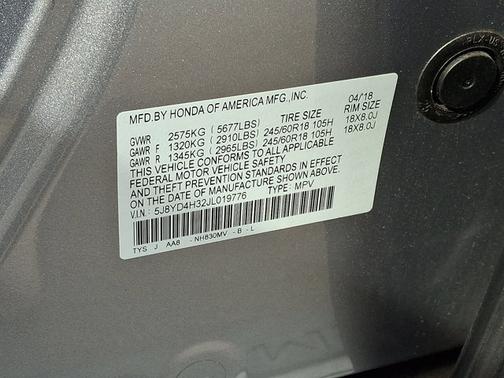 MFD.BY HONDA OF AMERICA MFG.,INC. 04/18
GVWR 2575KG ( 5677LBS) TIRE SIZE RIM SIZE
GAWR F 1320KG ( 2910LBS) 245/60R18 105H 18X8.0J
GAWR R 1345KG ( 2965LBS) 245/60R18 105H 18X8.0J
THIS VEHICLE CONFORMS TO ALL APPLICABLE
FEDERAL MOTOR VEHICLE SAFETY
AND THEFT PREVENTION STANDARDS IN EFFECT
ON THE DATE OF MANUFACTURE SHOWN ABOVE.
V.I.N: 5J8YD4H32JL019776 TYPE: MPV
TYS J AA8 - NH830MV - B - L